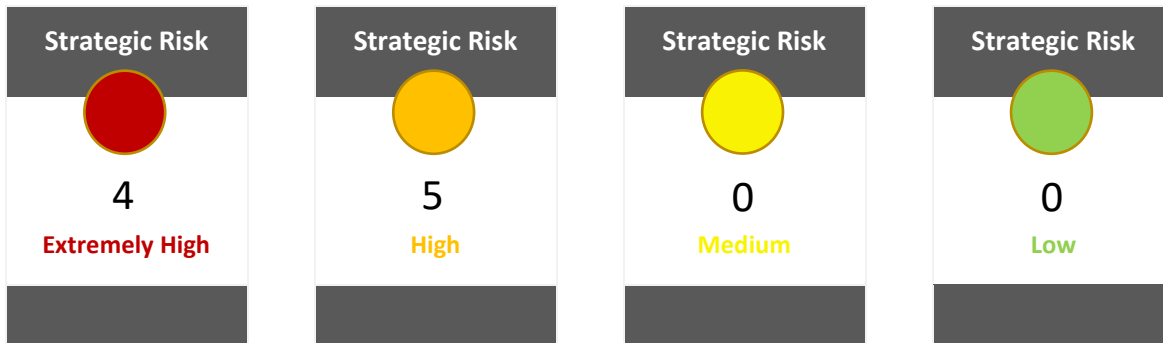 Strategic Risk
4
Extremely High
Strategic Risk
5
High
Strategic Risk
0
Medium
Strategic Risk
0
Low